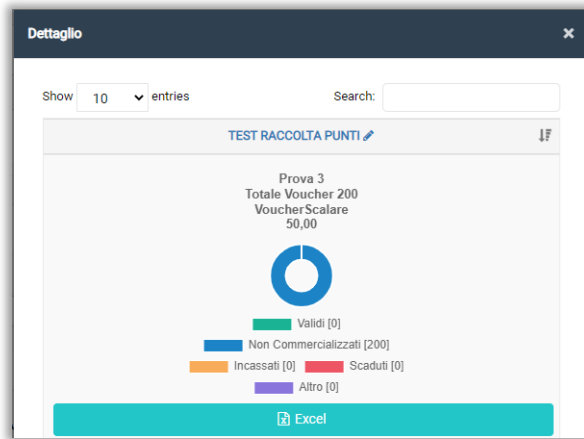 Dettaglio ×
Show 10 entries Search:
TEST RACCOLTA PUNTI
Prova 3
Totale Voucher 200
VoucherScalare
50,00
Validi [0]
Non Commercializzati [200]
Incassati [0] Scaduti [0]
Altro [0]
Excel